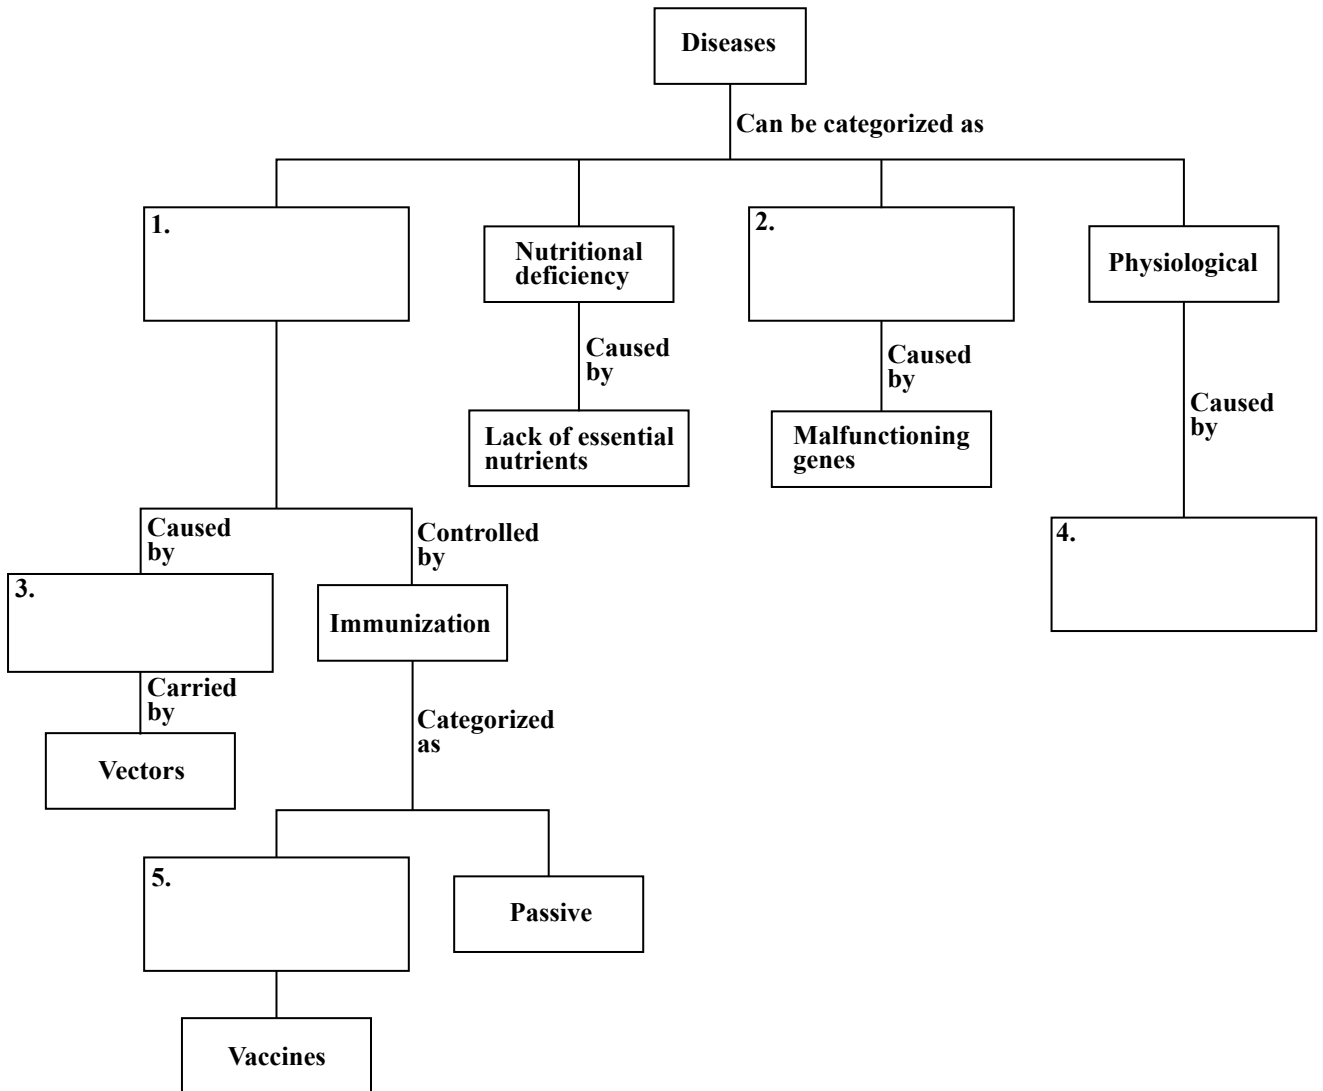 Diseases
Can be categorized as
1.
Nutritional
deficiency
2.
Physiological
Caused
by
Caused
by
Caused
by
Lack of essential
nutrients
Malfunctioning
genes
Caused
by
Controlled
by
4.
3.
Immunization
Carried
by
Categorized
as
Vectors
5.
Passive
Vaccines